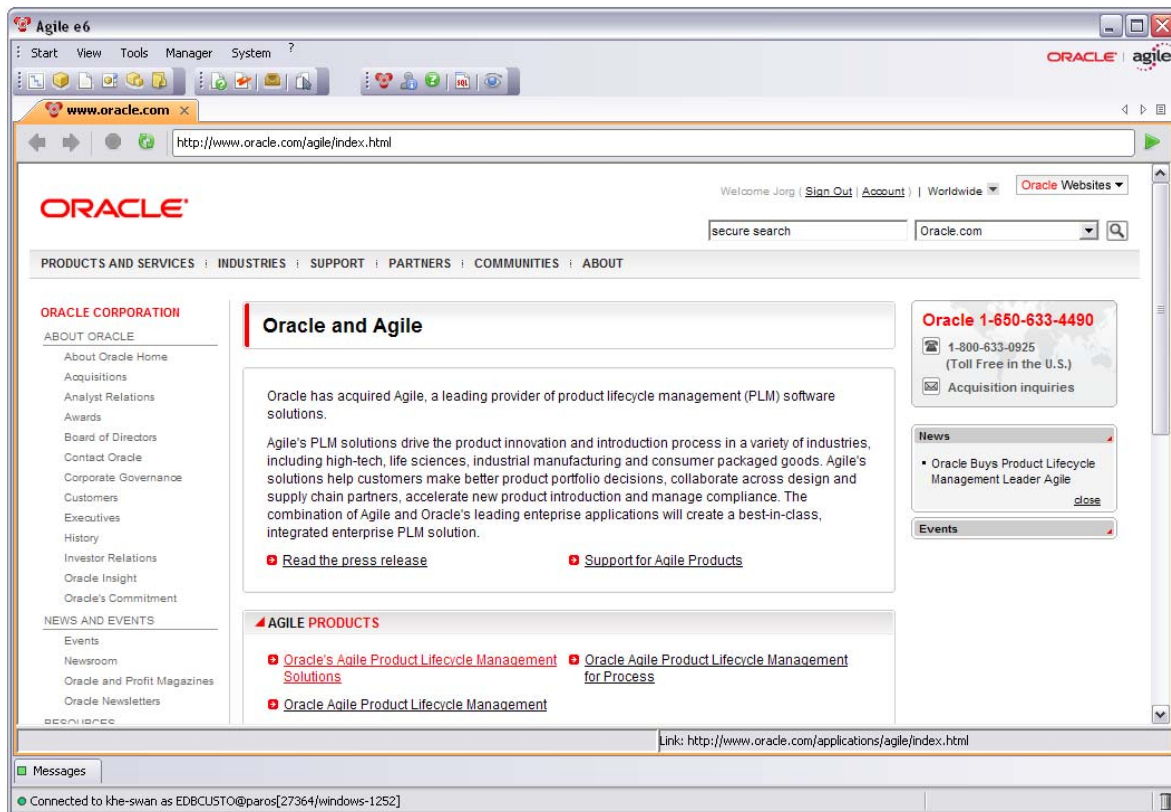 Agile e6
Start View Tools Manager System ?
ORACLE agile
SQL
www.oracle.com
http://www.oracle.com/agile/index.html
Welcome Jorg ( Sign Out | Account ) | Worldwide Oracle Websites
ORACLE
secure search Oracle.com
PRODUCTS AND SERVICES INDUSTRIES SUPPORT PARTNERS COMMUNITIES ABOUT
ORACLE CORPORATION
ABOUT ORACLE
About Oracle Home
Acquisitions
Analyst Relations
Awards
Board of Directors
Contact Oracle
Corporate Governance
Customers
Executives
History
Investor Relations
Oracle Insight
Oracle's Commitment
NEWS AND EVENTS
Events
Newsroom
Oracle and Profit Magazines
Oracle Newsletters
RESOURCES
Oracle and Agile
Oracle has acquired Agile, a leading provider of product lifecycle management (PLM) software
solutions.
Agile's PLM solutions drive the product innovation and introduction process in a variety of industries,
including high-tech, life sciences, industrial manufacturing and consumer packaged goods. Agile's
solutions help customers make better product portfolio decisions, collaborate across design and
supply chain partners, accelerate new product introduction and manage compliance. The
combination of Agile and Oracle's leading enteprise applications will create a best-in-class,
integrated enterprise PLM solution.
Read the press release Support for Agile Products
AGILE PRODUCTS
Oracle's Agile Product Lifecycle Management
Solutions
Oracle Agile Product Lifecycle Management
for Process
Oracle Agile Product Lifecycle Management
Oracle 1-650-633-4490
1-800-633-0925
(Toll Free in the U.S.)
Acquisition inquiries
News
Oracle Buys Product Lifecycle
Management Leader Agile
close
Events
Link: http://www.oracle.com/applications/agile/index.html
Messages
Connected to khe-swan as EDBCUSTO@paros[27364/windows-1252]